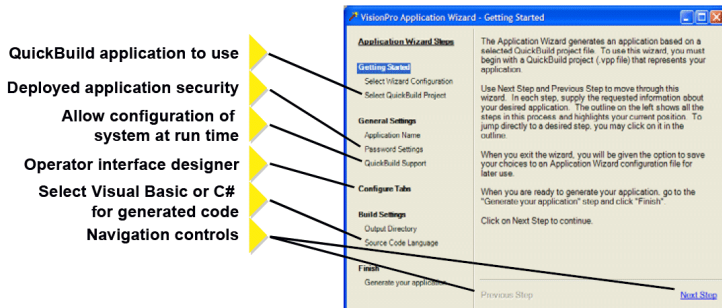 QuickBuild application to use
Deployed application security
Allow configuration of
system at run time
Operator interface designer
Select Visual Basic or C#
for generated code
Navigation controls
VisionPro Application Wizard - Getting Started
Application Wizard Steps
Getting Started
Select Wizard Configuration
Select QuickBuild Project
General Settings
Application Name
Password Settings
QuickBuild Support
Configure Tabs
Build Settings
Output Directory
Source Code Language
Finish
Generate your application
The Application Wizard generates an application based on a
selected QuickBuild project file. To use this wizard, you must
begin with a QuickBuild project (.vpp file) that represents your
application.
Use Next Step and Previous Step to move through this
wizard. In each step, supply the requested information about
your desired application. The outline on the left shows all the
steps in this process and highlights your current position. To
jump directly to a desired step, you may click on it in the
outline.
When you exit the wizard, you will be given the option to save
your choices to an Application Wizard configuration file for
later use.
When you are ready to generate your application, go to the
"Generate your application" step and click "Finish".
Click on Next Step to continue.
Previous Step
Next Step